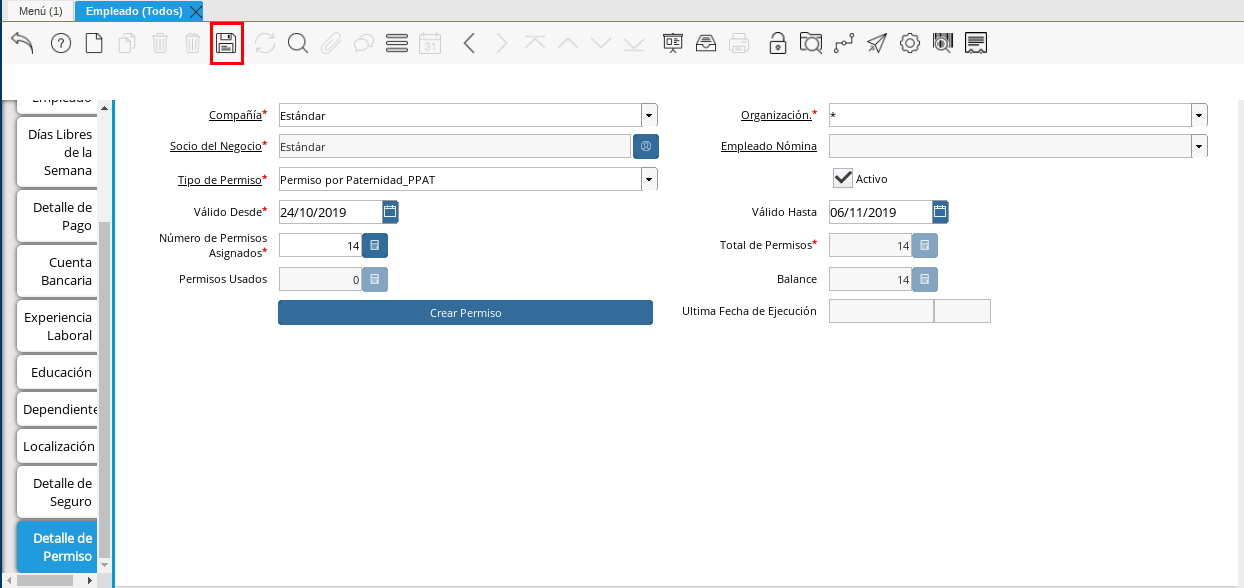 Menú (1)
Empleado (Todos)
31
Empleado
Días Libres
de la
Semana
Detalle de
Pago
Cuenta
Bancaria
Experiencia
Laboral
Educación
Dependiente
Localización
Detalle de
Seguro
Detalle de
Permiso
Compañía* Estándar
Organización.* *
Socio del Negocio* Estándar
Empleado Nómina
Tipo de Permiso* Permiso por Paternidad_PPAT
Activo
Válido Desde* 24/10/2019
Válido Hasta 06/11/2019
Número de Permisos
Asignados* 14
Total de Permisos* 14
Permisos Usados 0
Balance 14
Crear Permiso
Ultima Fecha de Ejecución